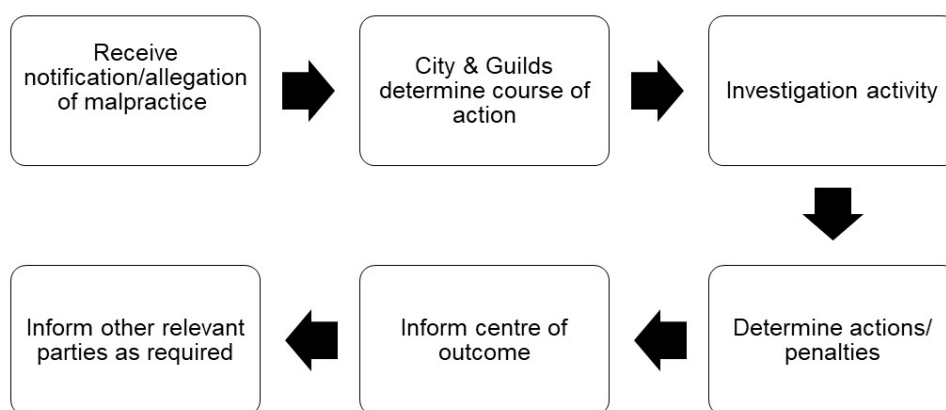 Receive
notification/allegation
of malpractice
City & Guilds
determine course of
action
Investigation activity
Determine actions/
penalties
Inform centre of
outcome
Inform other relevant
parties as required